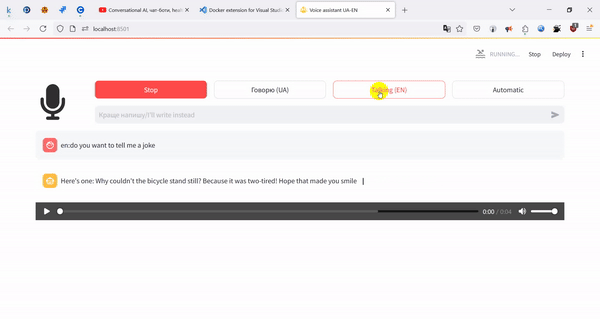 Conversational AI, чат-боти, heal
Docker extension for Visual Studi
Voice assistant UA-EN
localhost:8501
RUNNING...
Stop
Deploy
Stop
Говорю (UA)
Talking (EN)
Automatic
Краще напишу/I'll write instead
en:do you want to tell me a joke
Here's one: Why couldn't the bicycle stand still? Because it was two-tired! Hope that made you smile
0:00 / 0:04